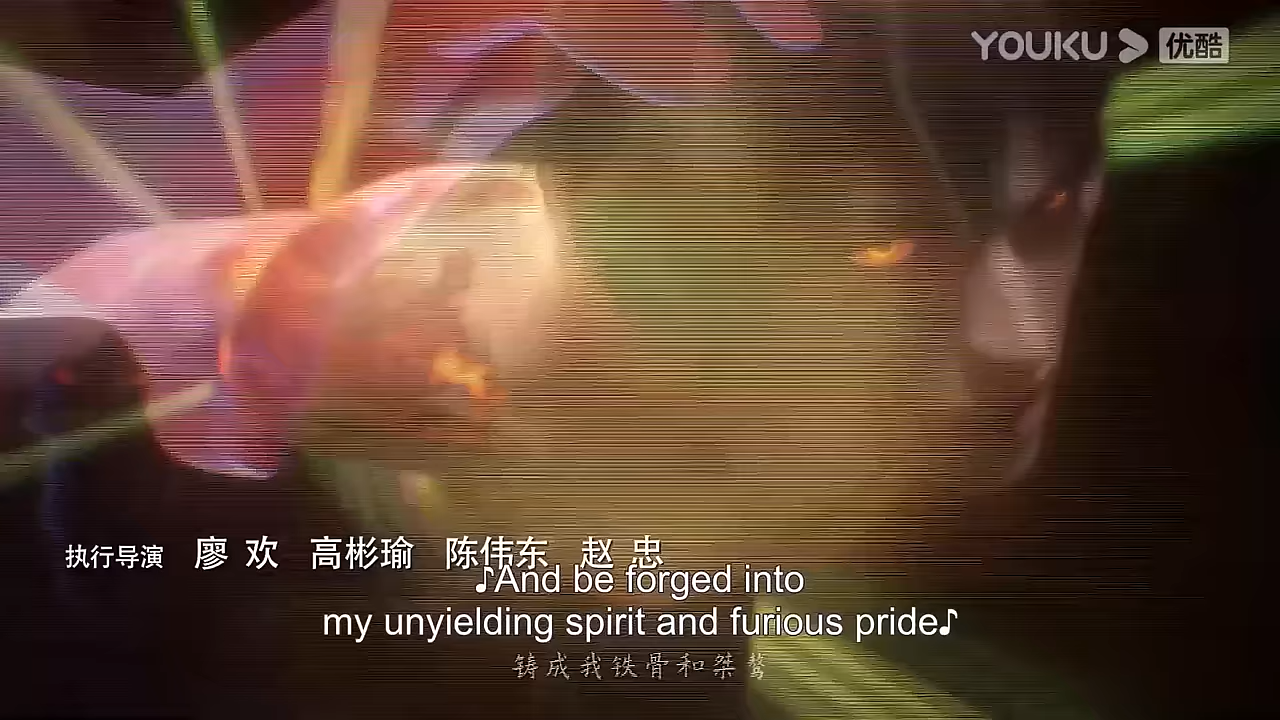 YOUKU 优酷
执行导演 廖欢 高彬瑜 陈伟东 赵忠
♪And be forged into
my unyielding spirit and furious pride♪
铸成我铁骨和桀骜